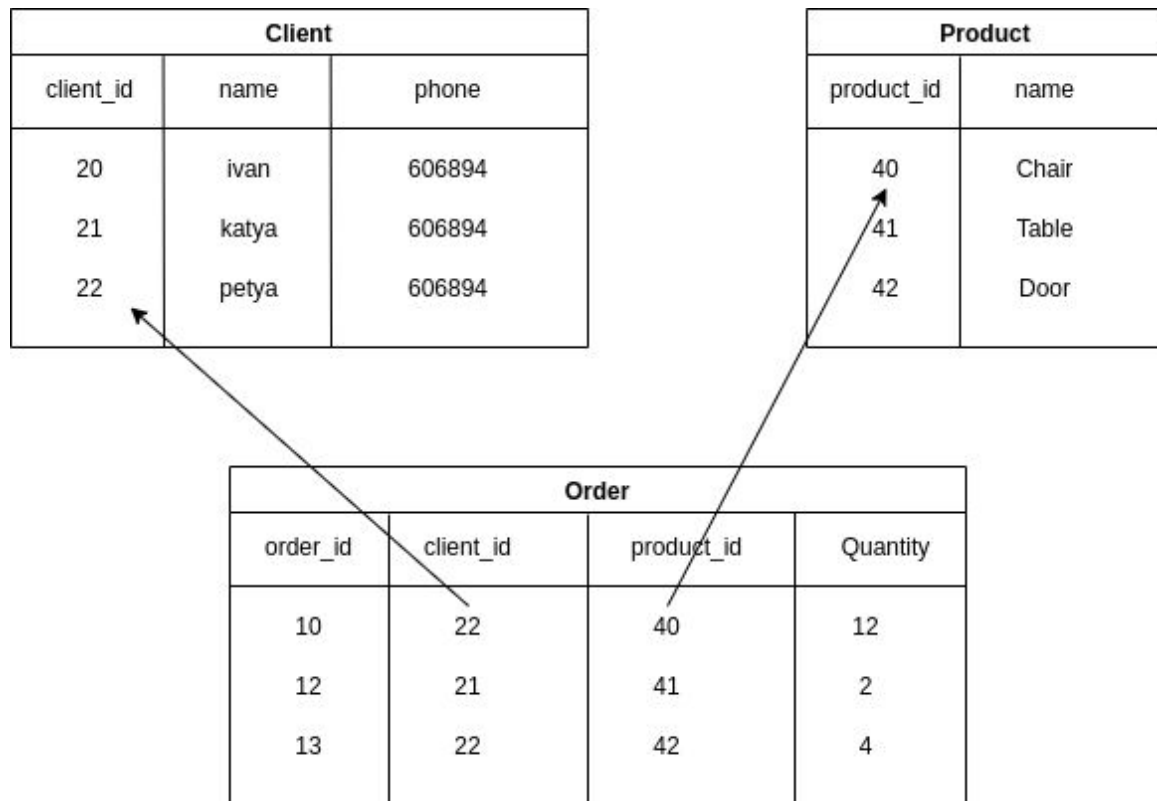 Client
client_id name phone
20 ivan 606894
21 katya 606894
22 petya 606894
Product
product_id name
40 Chair
41 Table
42 Door
Order
order_id client_id product_id Quantity
10 22 40 12
12 21 41 2
13 22 42 4